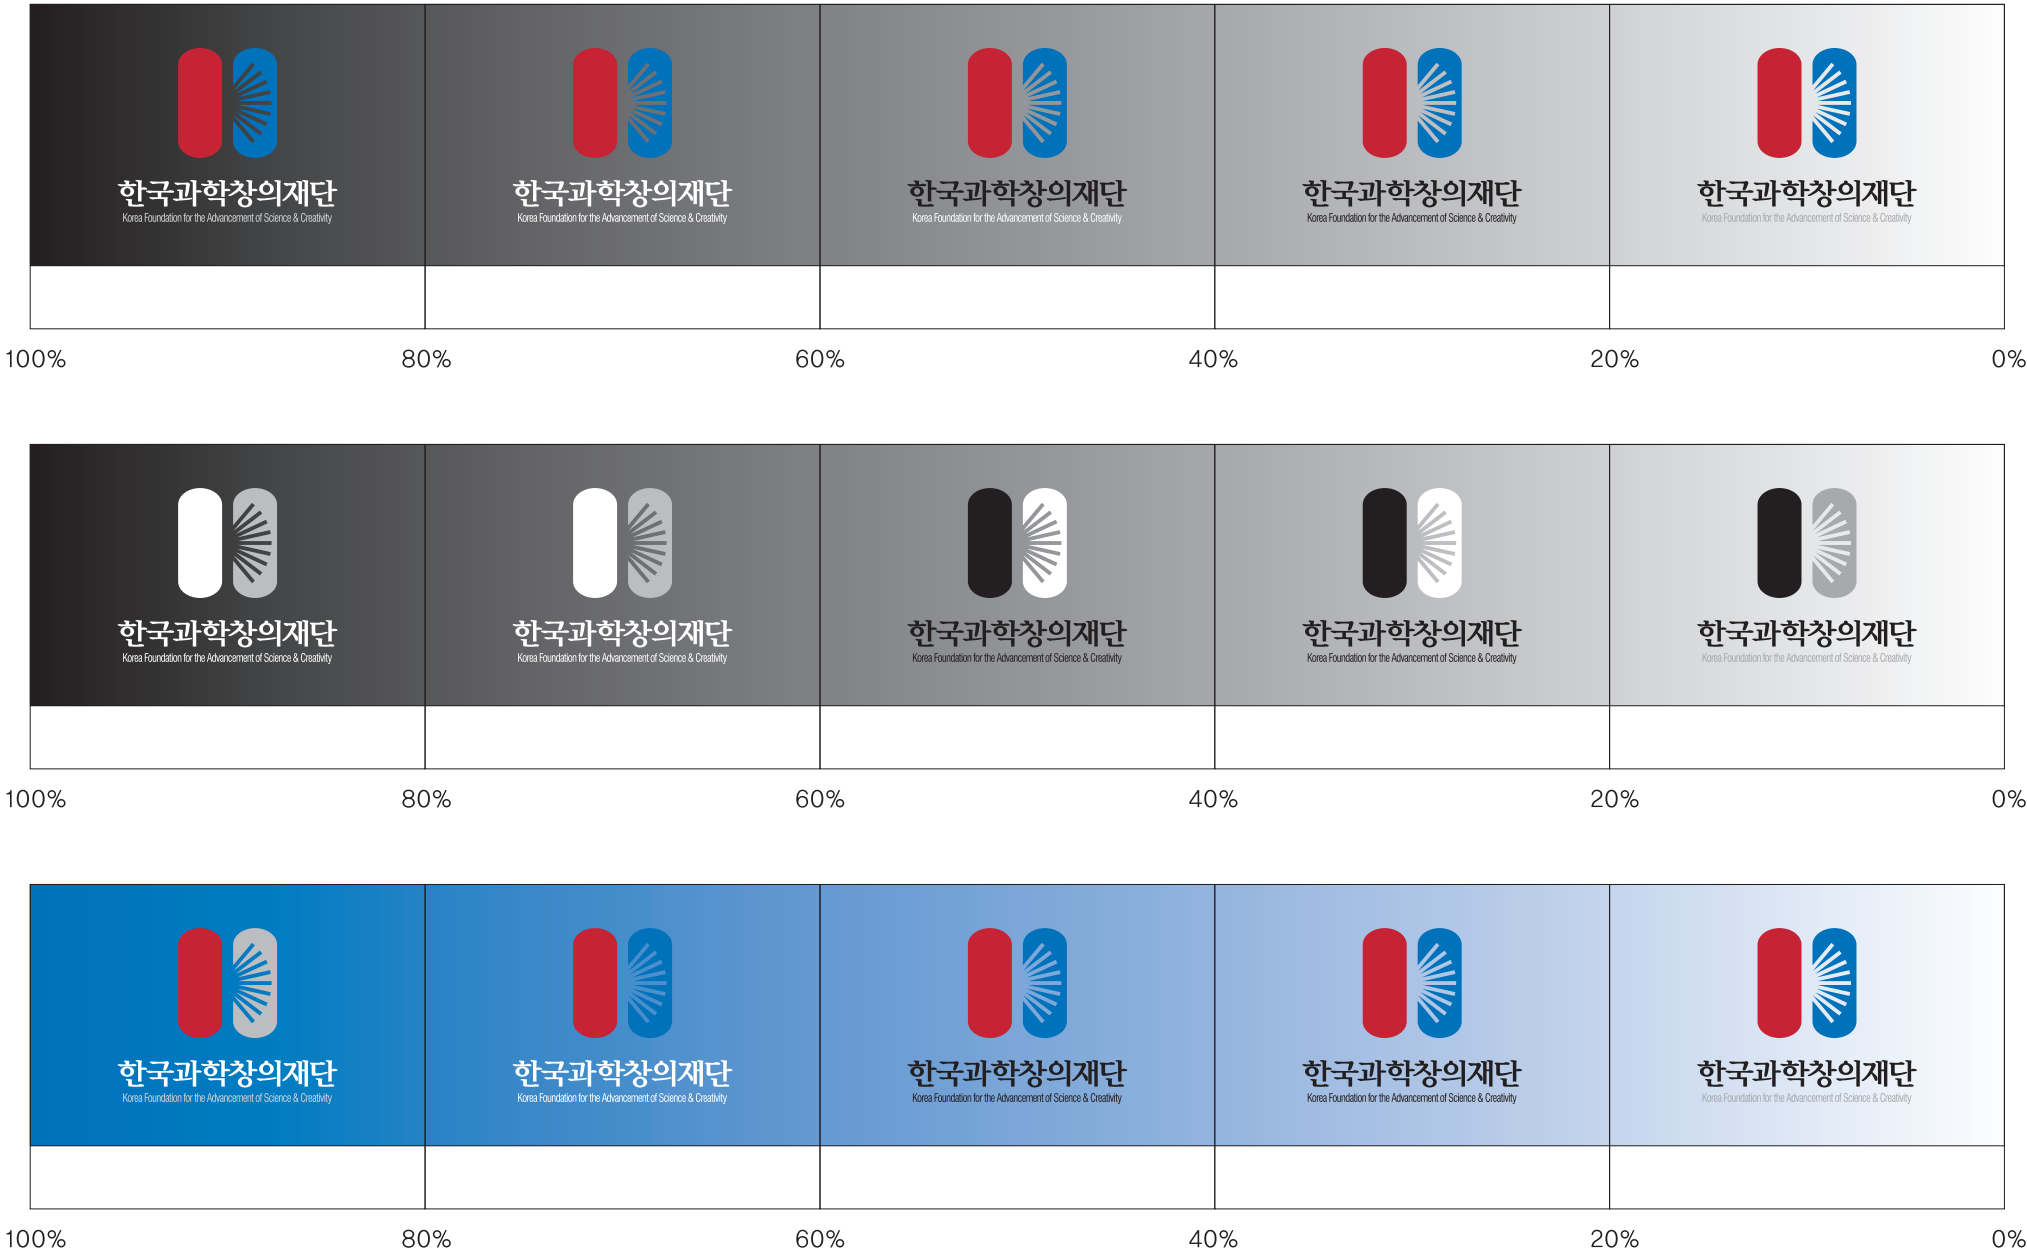 한국과학창의재단 한국과학창의재단 한국과학창의재단 한국과학창의재단 한국과학창의재단
Korea Foundation for the Advancement of Science & Creativity Korea Foundation for the Advancement of Science & Creativity Korea Foundation for the Advancement of Science & Creativity Korea Foundation for the Advancement of Science & Creativity Korea Foundation for the Advancement of Science & Creativity
100% 80% 60% 40% 20% 0%
한국과학창의재단 한국과학창의재단 한국과학창의재단 한국과학창의재단 한국과학창의재단
Korea Foundation for the Advancement of Science & Creativity Korea Foundation for the Advancement of Science & Creativity Korea Foundation for the Advancement of Science & Creativity Korea Foundation for the Advancement of Science & Creativity Korea Foundation for the Advancement of Science & Creativity
100% 80% 60% 40% 20% 0%
한국과학창의재단 한국과학창의재단 한국과학창의재단 한국과학창의재단 한국과학창의재단
Korea Foundation for the Advancement of Science & Creativity Korea Foundation for the Advancement of Science & Creativity Korea Foundation for the Advancement of Science & Creativity Korea Foundation for the Advancement of Science & Creativity Korea Foundation for the Advancement of Science & Creativity
100% 80% 60% 40% 20% 0%